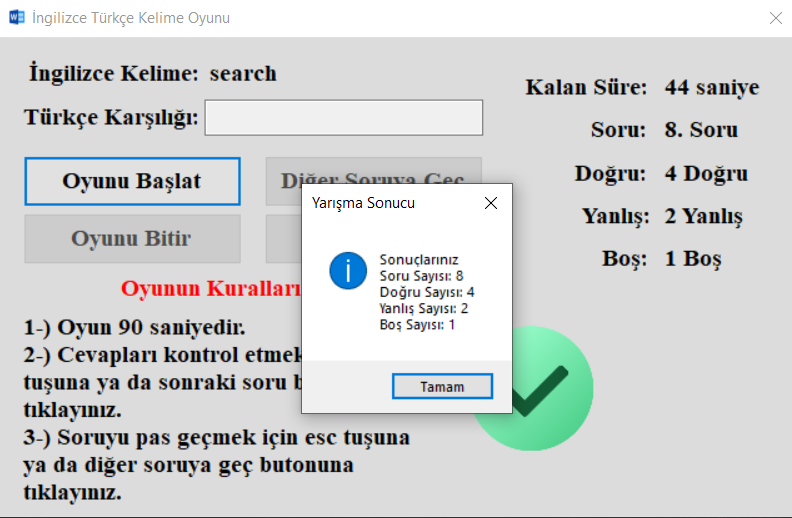 İngilizce Türkçe Kelime Oyunu
İngilizce Kelime: search
Türkçe Karşılığı:
Kalan Süre: 44 saniye
Soru: 8. Soru
Doğru: 4 Doğru
Yanlış: 2 Yanlış
Boş: 1 Boş
Oyunu Başlat
Diğer Soruya Geç
Oyunu Bitir
Yarışma Sonucu
Sonuçlarınız
Soru Sayısı: 8
Doğru Sayısı: 4
Yanlış Sayısı: 2
Boş Sayısı: 1
Tamam
Oyunun Kuralları
1-) Oyun 90 saniyedir.
2-) Cevapları kontrol etmek
tuşuna ya da sonraki soru
tıklayınız.
3-) Soruyu pas geçmek için esc tuşuna
ya da diğer soruya geç butonuna
tıklayınız.